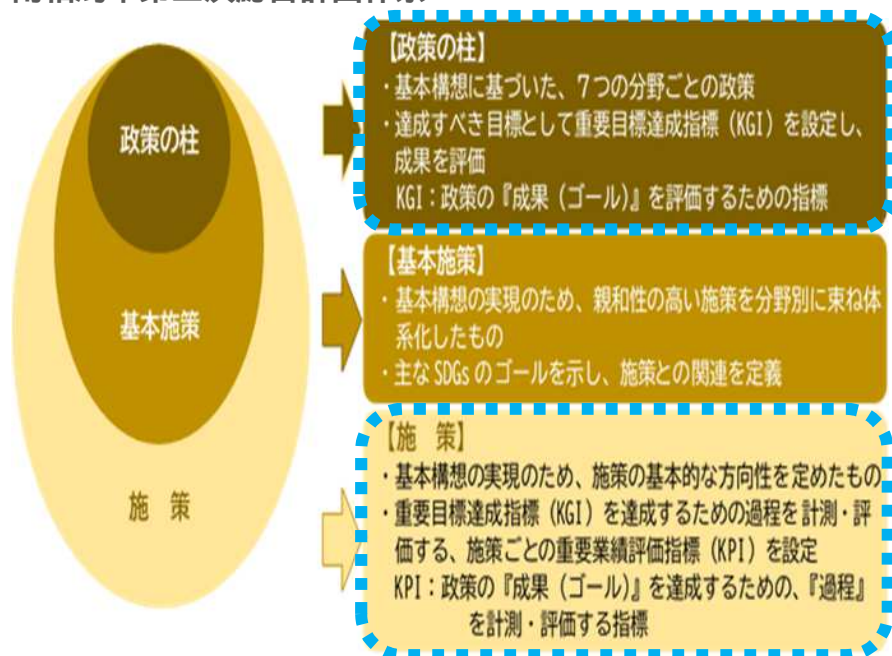 政策の柱
基本施策
施 策
【政策の柱】
・基本構想に基づいた、７つの分野ごとの政策
・達成すべき目標として重要目標達成指標（KGI）を設定し、
成果を評価
KGI：政策の『成果（ゴール）』を評価するための指標
【基本施策】
・基本構想の実現のため、親和性の高い施策を分野別に束ね体
系化したもの
・主な SDGs のゴールを示し、施策との関連を定義
【施 策】
・基本構想の実現のため、施策の基本的な方向性を定めたもの
・重要目標達成指標（KGI）を達成するための過程を計測・評
価する、施策ごとの重要業績評価指標（KPI）を設定
KPI：政策の『成果（ゴール）』を達成するための、『過程』
を計測・評価する指標